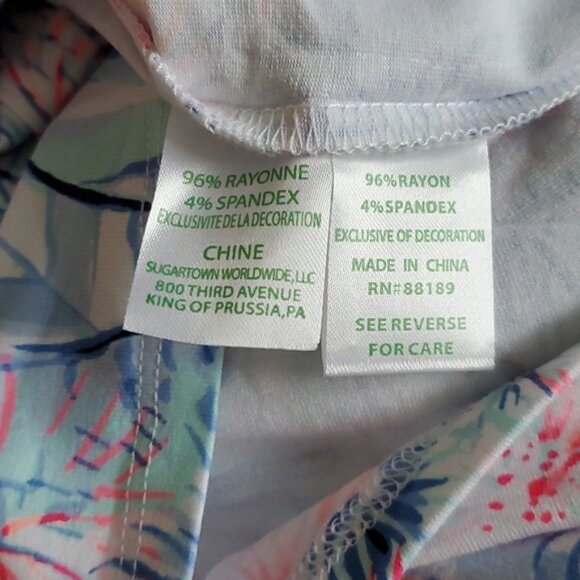 96% RAYONNE
4% SPANDEX
EXCLUSIVITE DE LA DECORATION
CHINE
SUGARTOWN WORLDWIDE, LLC
800 THIRD AVENUE
KING OF PRUSSIA, PA
96% RAYON
4% SPANDEX
EXCLUSIVE OF DECORATION
MADE IN CHINA
RN#88189
SEE REVERSE
FOR CARE